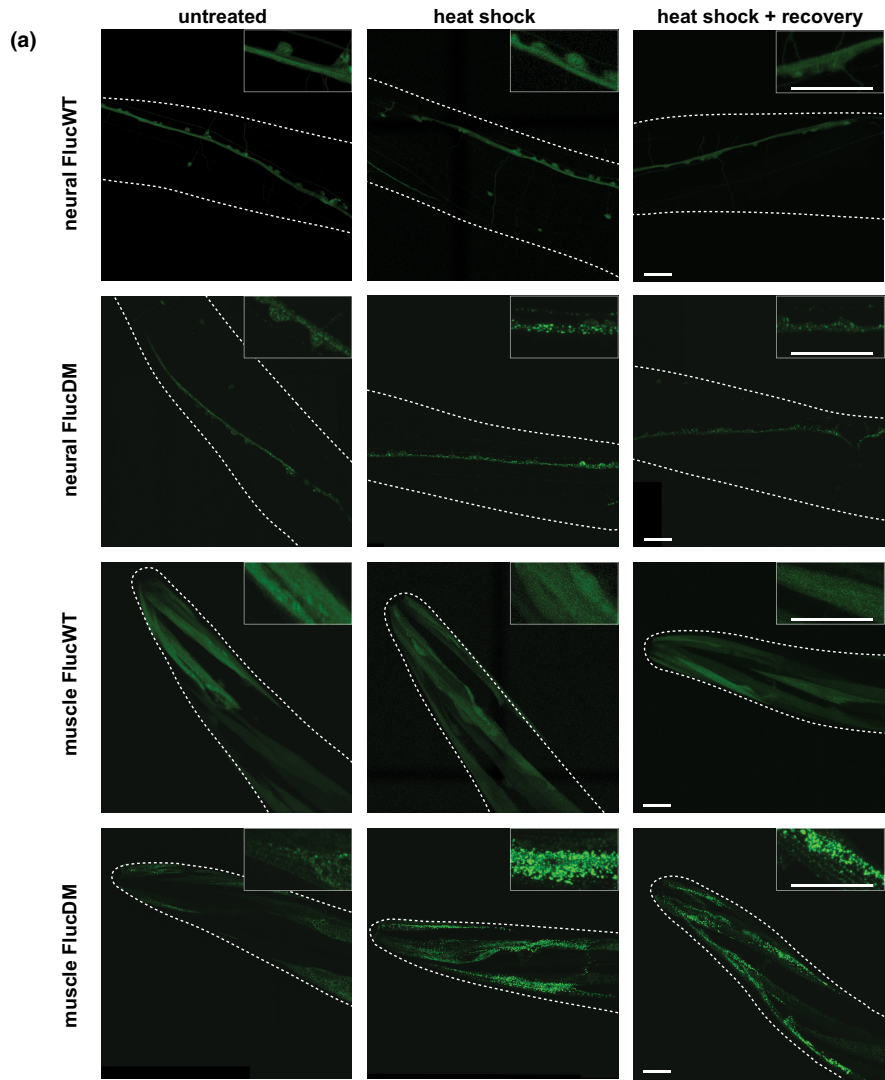 untreated heat shock heat shock + recovery
(a)
neural FlucWT
neural FlucDM
muscle FlucWT
muscle FlucDM